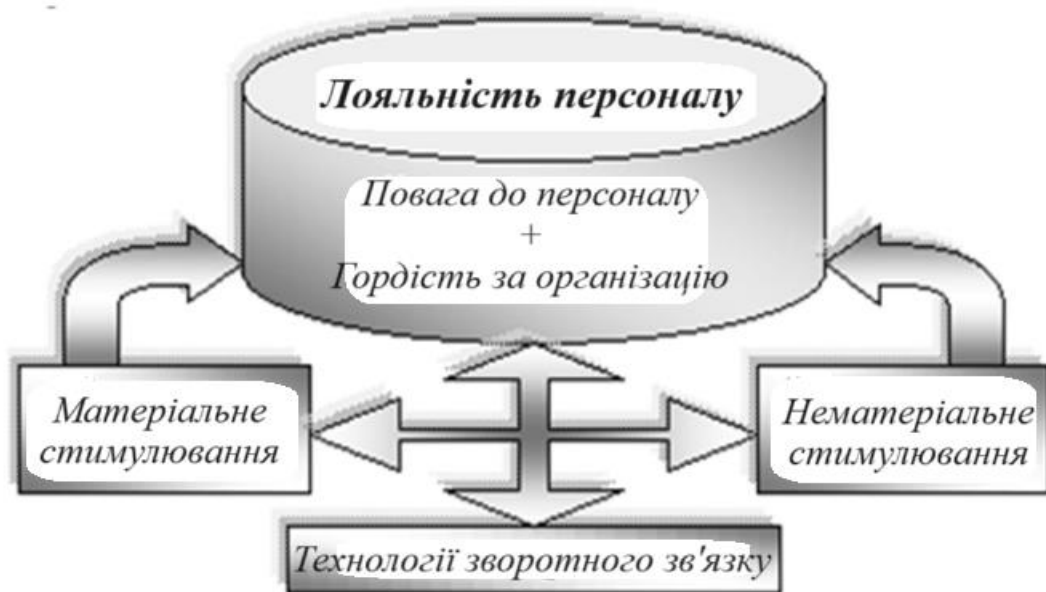 Лояльність персоналу
Повага до персоналу
+
Гордість за організацію
Матеріальне
стимулювання
Нематеріальне
стимулювання
Технології зворотного зв'язку